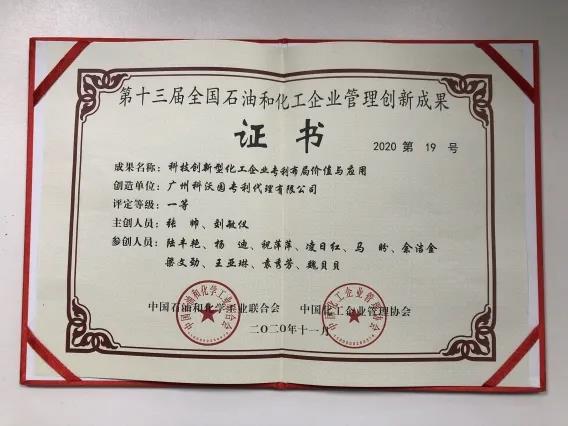 第十三届全国石油和化工企业管理创新成果
证书
2020 第 19 号
成果名称：科技创新型化工企业专利布局价值与应用
创造单位：广州科沃园专利代理有限公司
评定等级：一等
主创人员：张 帅、刘敏仪
参创人员：陆丰艳、杨 迪、祝萍萍、凌日红、马 盼、余洁金
梁文劲、王亚琳、袁秀芳、魏贝贝
中国石油和化学工业联合会 中国化工企业管理协会
二〇二〇年十一月